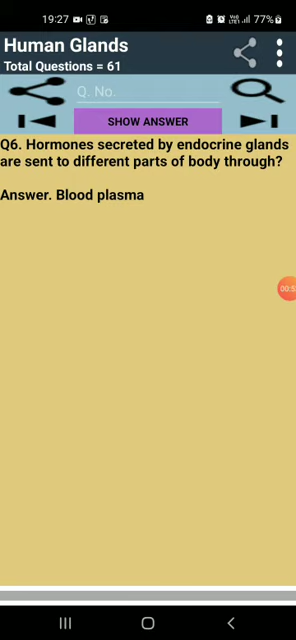 19:27
77%
Human Glands
Total Questions = 61
Q. No.
SHOW ANSWER
Q6. Hormones secreted by endocrine glands
are sent to different parts of body through?
Answer. Blood plasma